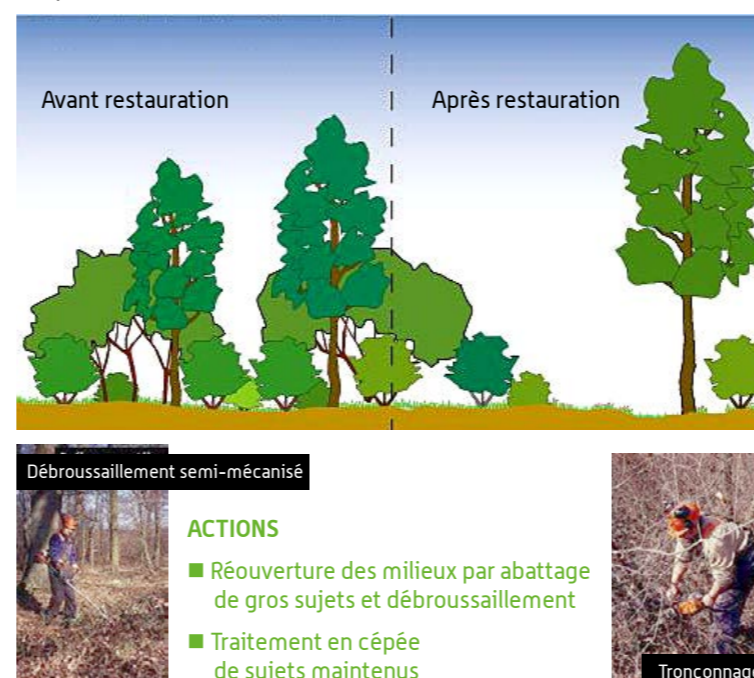 Avant restauration
Après restauration
Débroussaillement semi-mécanisé
ACTIONS
■ Réouverture des milieux par abattage
de gros sujets et débroussaillement
■ Traitement en cépée
de sujets maintenus
Tronçonnage